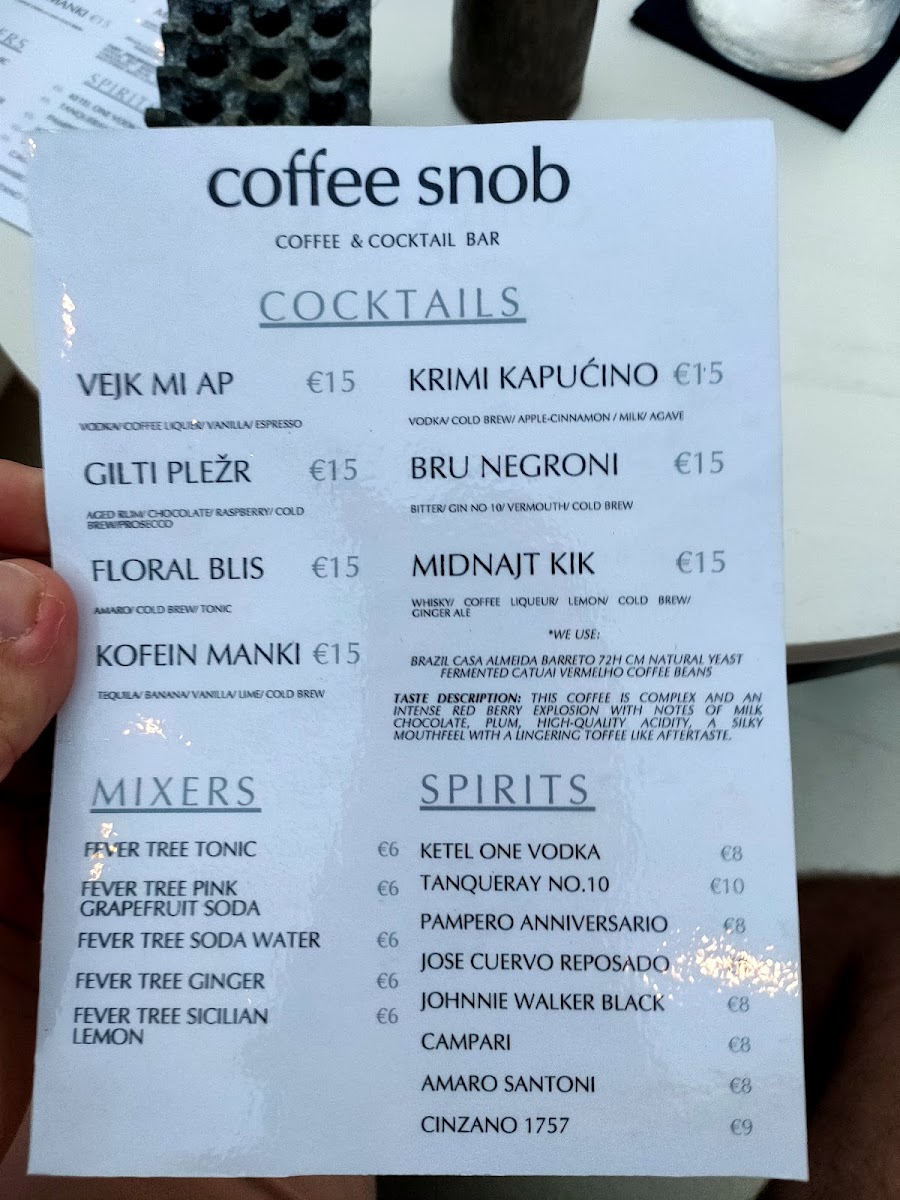 coffee snob
COFFEE & COCKTAIL BAR
COCKTAILS
VEJK MI AP €15
VODKA/ COFFEE LIQUER/ VANILLA/ ESPRESSO
GILTI PLEŽR €15
AGED RUM/ CHOCOLATE/ RASPBERRY/ COLD
BREW/PROSECCO
FLORAL BLIS €15
AMARO/ COLD BREW/ TONIC
KOFEIN MANKI €15
TEQUILA/ BANANA/ VANILLA/ LIME/ COLD BREW
KRIMI KAPUĆINO €15
VODKA/ COLD BREW/ APPLE-CINNAMON / MILK/ AGAVE
BRU NEGRONI €15
BITTER/ GIN NO 10/ VERMOUTH/ COLD BREW
MIDNAJT KIK €15
WHISKY/ COFFEE LIQUEUR/ LEMON/ COLD BREW/
GINGER ALE
*WE USE:
BRAZIL CASA ALMEIDA BARRETO 72H CM NATURAL YEAST
FERMENTED CATUAI VERMELHO COFFEE BEANS
TASTE DESCRIPTION: THIS COFFEE IS COMPLEX AND AN
INTENSE RED BERRY EXPLOSION WITH NOTES OF MILK
CHOCOLATE, PLUM, HIGH-QUALITY ACIDITY, A SILKY
MOUTHFEEL WITH A LINGERING TOFFEE LIKE AFTERTASTE.
MIXERS
FEVER TREE TONIC €6
FEVER TREE PINK €6
GRAPEFRUIT SODA
FEVER TREE SODA WATER €6
FEVER TREE GINGER €6
FEVER TREE SICILIAN €6
LEMON
SPIRITS
KETEL ONE VODKA €8
TANQUERAY NO.10 €10
PAMPERO ANNIVERSARIO €8
JOSE CUERVO REPOSADO
JOHNNIE WALKER BLACK €8
CAMPARI €8
AMARO SANTONI €8
CINZANO 1757 €9
MANKI €15
SPIRIT
KETEL ONE VODKA